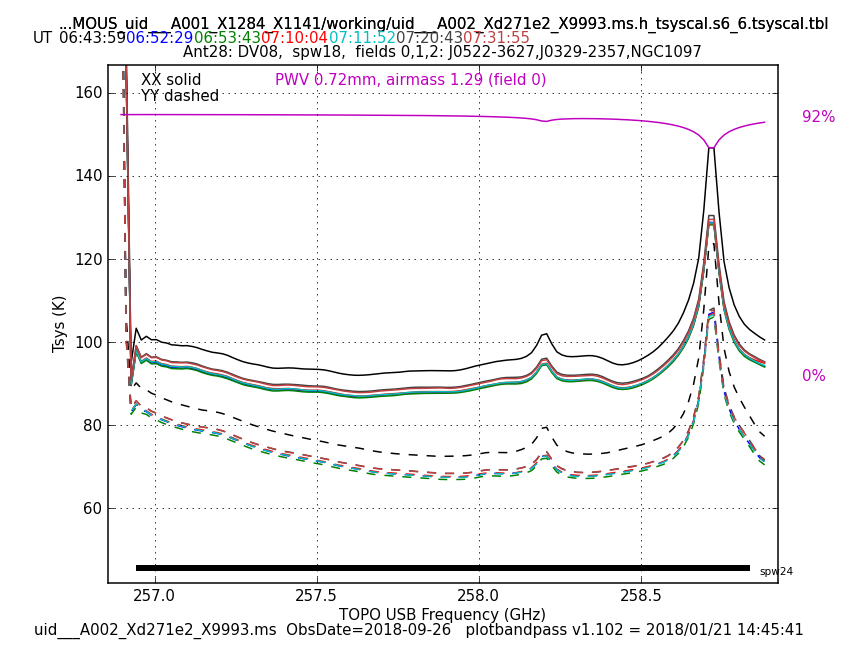 ...MOUS_uid___A001_X1284_X1141/working/uid___A002_Xd271e2_X9993.ms.h_tsyscal.s6_6.tsyscal.tbl
UT 06:43:59 06:52:29 06:53:43 07:10:04 07:11:52 07:20:43 07:31:55
Ant28: DV08,  spw18,  fields 0,1,2: J0522-3627,J0329-2357,NGC1097
XX solid
YY dashed
PWV 0.72mm, airmass 1.29 (field 0)
92%
0%
160
140
120
100
80
60
Tsys (K)
spw24
257.0 257.5 258.0 258.5
TOPO USB Frequency (GHz)
uid___A002_Xd271e2_X9993.ms  ObsDate=2018-09-26   plotbandpass v1.102 = 2018/01/21 14:45:41